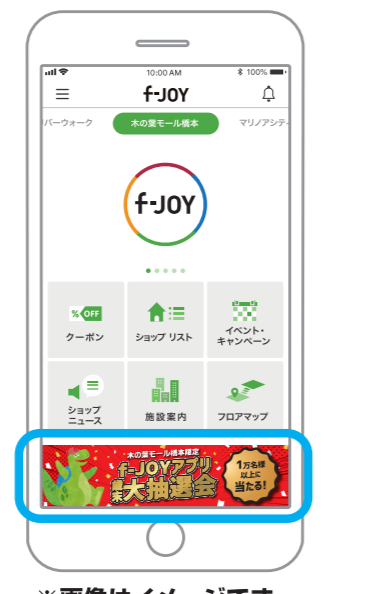 10:00 AM
100%
f-JOY
バーウォーク
木の葉モール橋本
マリノアシテ
f-JOY
%OFF
クーポン
ショップ リスト
イベント・
キャンペーン
ショップ
ニュース
施設案内
フロアマップ
木の葉モール橋本限定
f-JOYアプリ
歳末大抽選会
1万名様
以上に
当たる!
※画像はイメージです